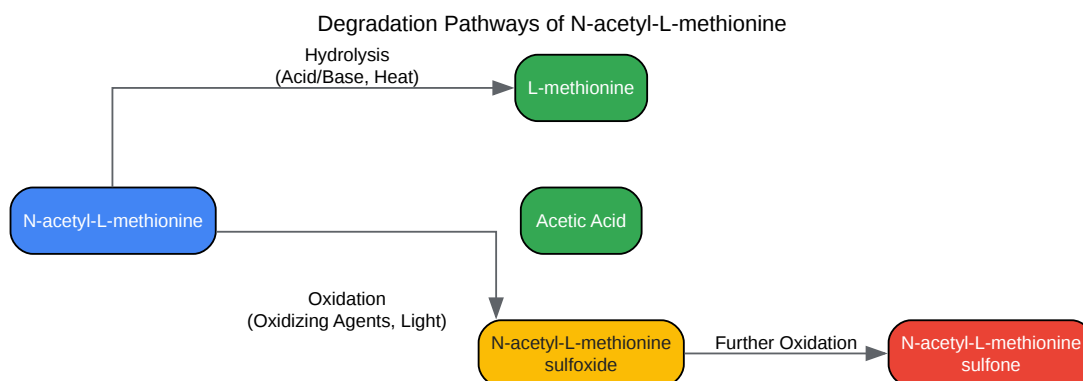 Degradation Pathways of N-acetyl-L-methionine
Hydrolysis
(Acid/Base, Heat)
L-methionine
N-acetyl-L-methionine
Acetic Acid
Oxidation
(Oxidizing Agents, Light)
N-acetyl-L-methionine
sulfoxide
Further Oxidation
N-acetyl-L-methionine
sulfone